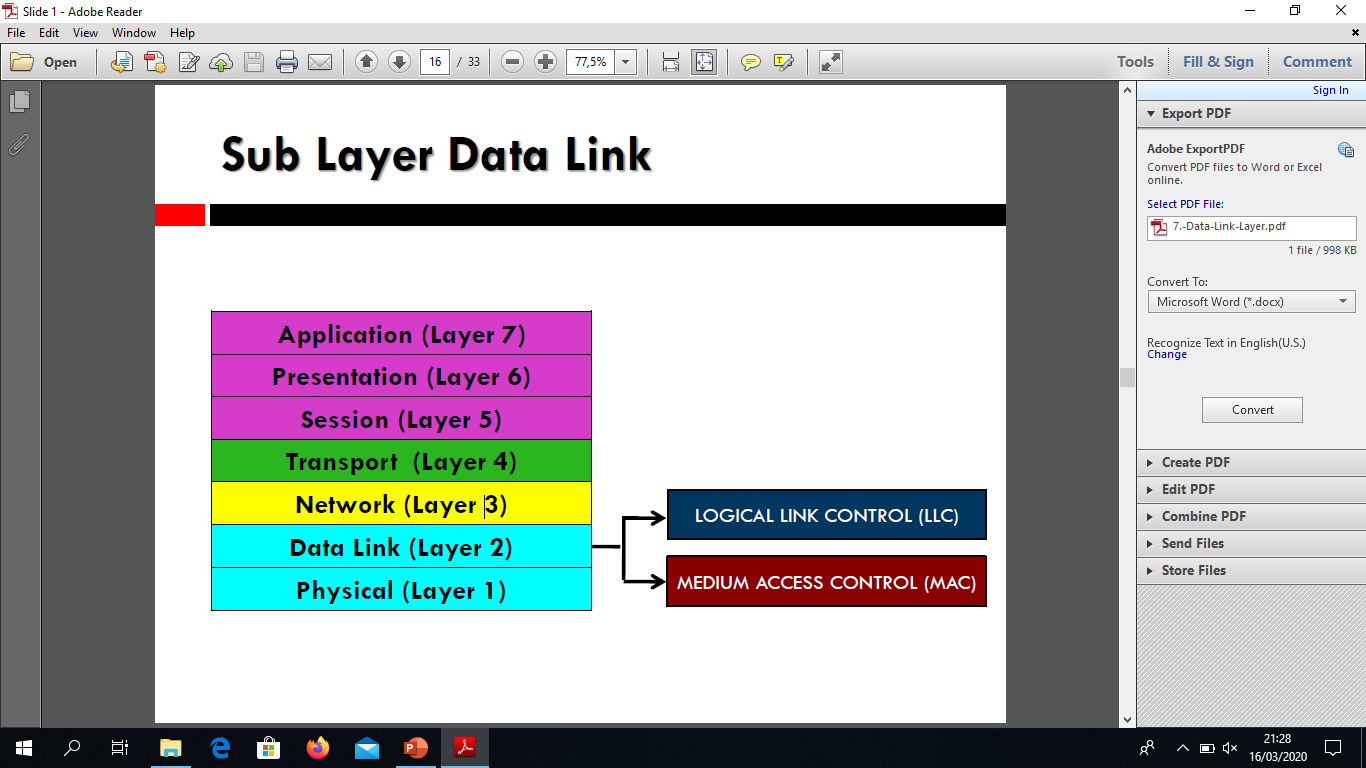 Slide 1 - Adobe Reader
File Edit View Window Help
Open 16 / 33 77,5% Tools Fill & Sign Comment
Sign In
Sub Layer Data Link
Application (Layer 7)
Presentation (Layer 6)
Session (Layer 5)
Transport (Layer 4)
Network (Layer 3)
Data Link (Layer 2)
Physical (Layer 1)
LOGICAL LINK CONTROL (LLC)
MEDIUM ACCESS CONTROL (MAC)
Export PDF
Adobe ExportPDF
Convert PDF files to Word or Excel
online.
Select PDF File:
7.-Data-Link-Layer.pdf
1 file / 998 KB
Convert To:
Microsoft Word (*.docx)
Recognize Text in English(U.S.)
Change
Convert
Create PDF
Edit PDF
Combine PDF
Send Files
Store Files
21:28
16/03/2020